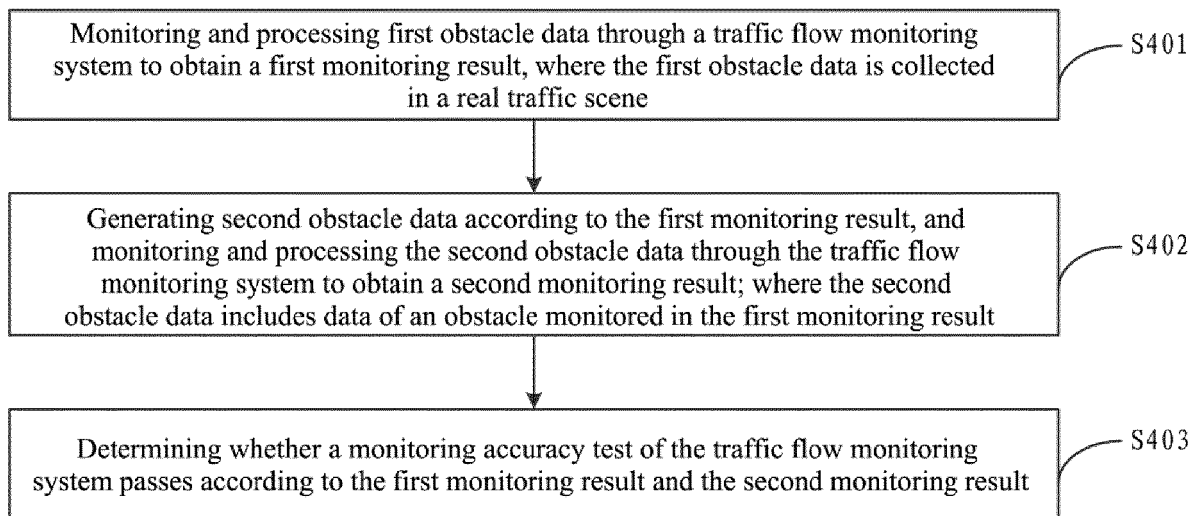 Monitoring and processing first obstacle data through a traffic flow monitoring
system to obtain a first monitoring result, where the first obstacle data is collected
in a real traffic scene
S401
Generating second obstacle data according to the first monitoring result, and
monitoring and processing the second obstacle data through the traffic flow
monitoring system to obtain a second monitoring result; where the second
obstacle data includes data of an obstacle monitored in the first monitoring result
S402
Determining whether a monitoring accuracy test of the traffic flow monitoring
system passes according to the first monitoring result and the second monitoring result
S403